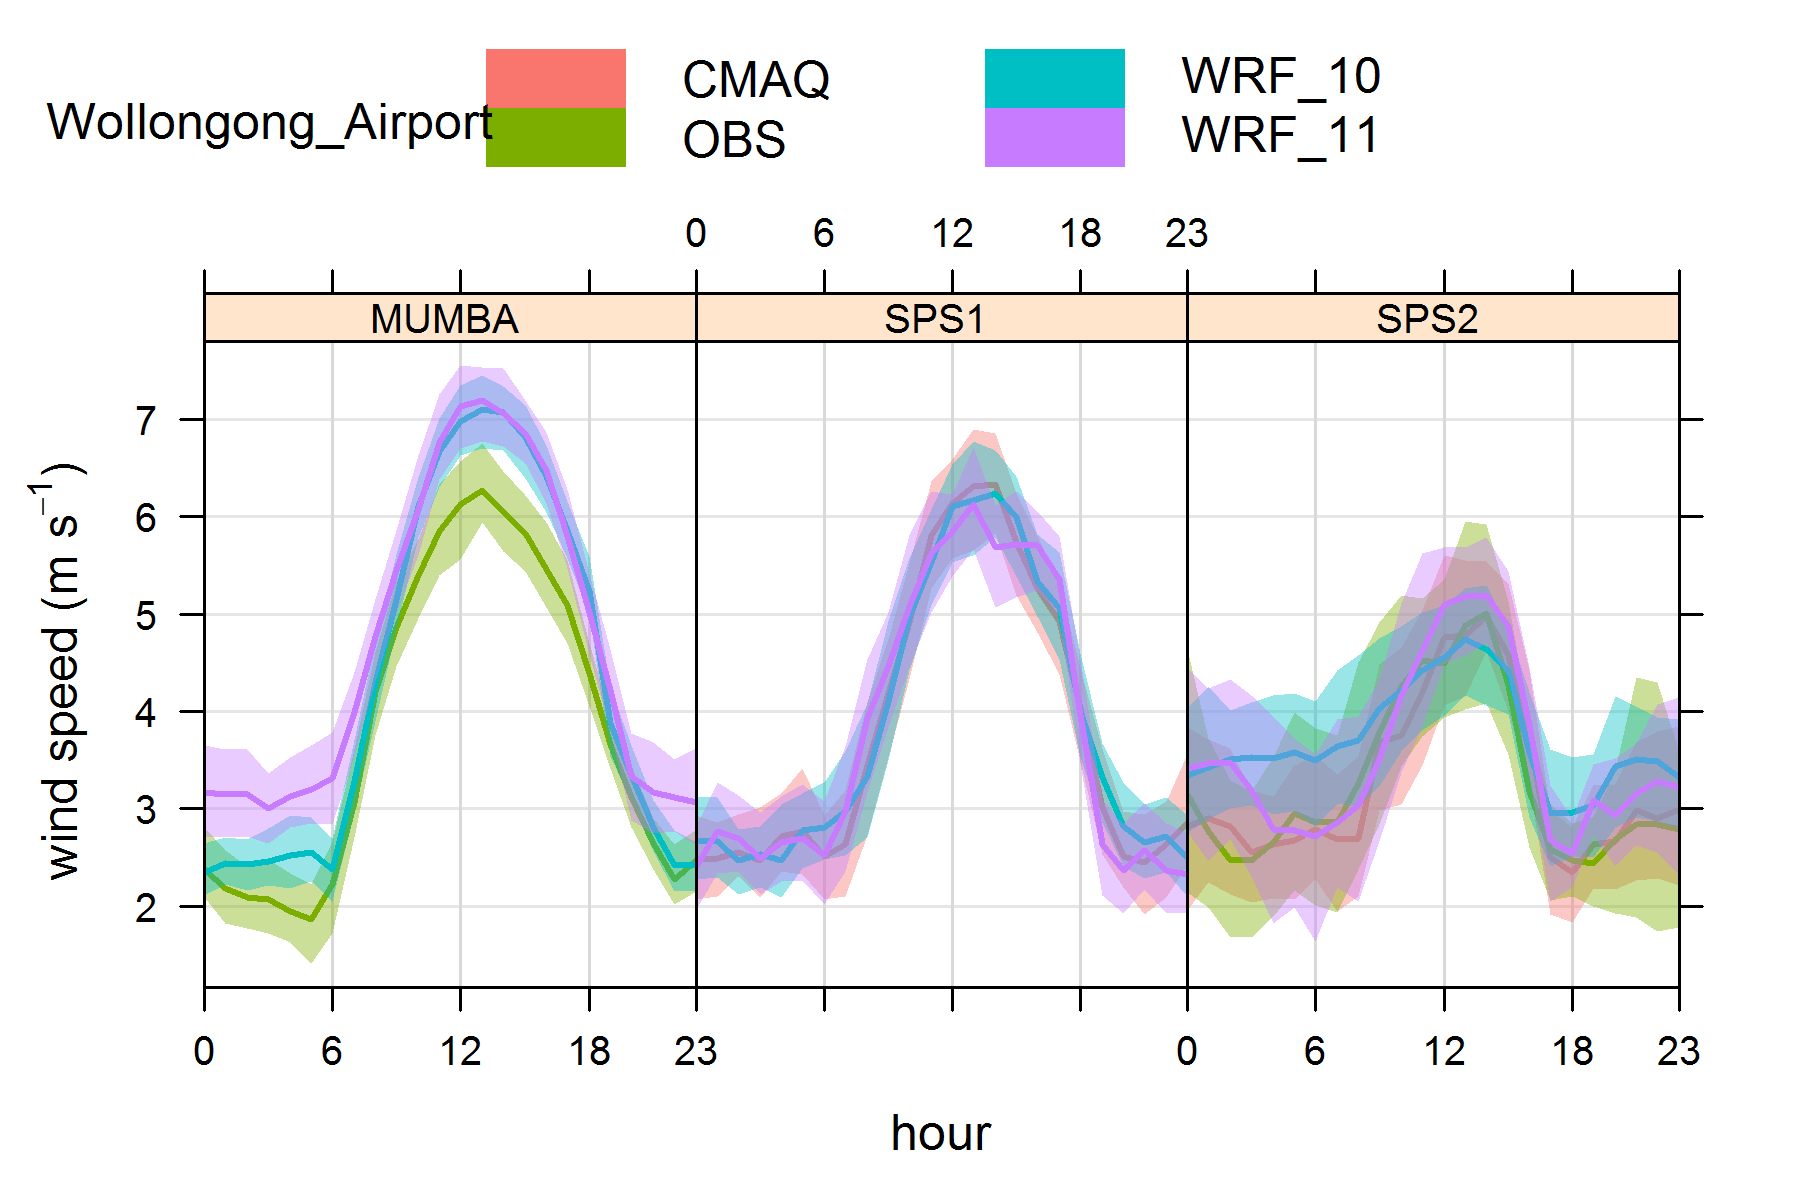 Wollongong_Airport
CMAQ
OBS
WRF_10
WRF_11
0 6 12 18 23
MUMBA SPS1 SPS2
7
6
5
4
3
2
wind speed (m s⁻¹)
0 6 12 18 23 0 6 12 18 23
hour